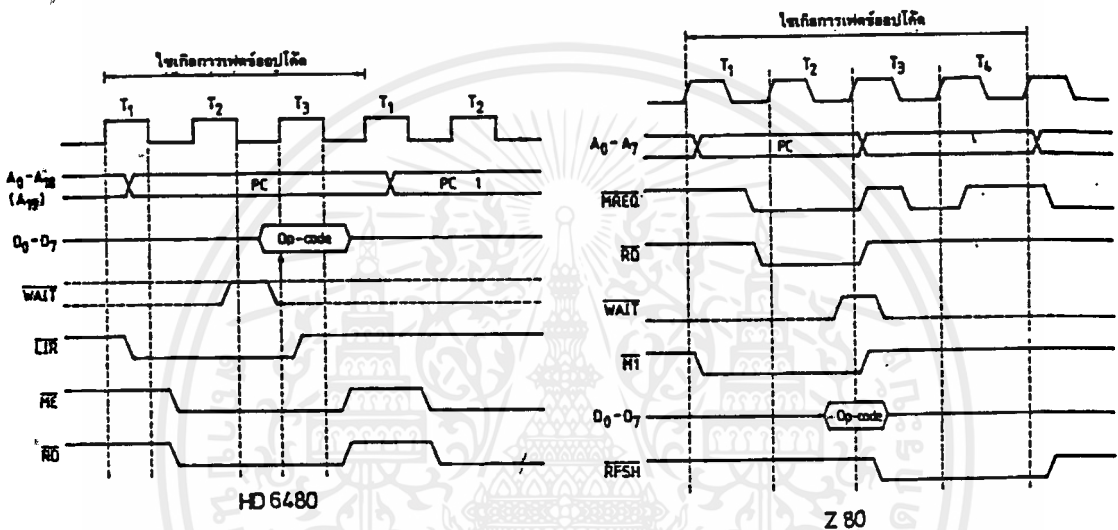 ไซเกิลการเฟตช์ออปโค้ด
T1 T2 T3 T1 T2
A0-A18
(A19)
PC PC 1
D0-D7
Op-code
WAIT
LIR
ME
RD
HD 6480
ไซเกิลการเฟตช์ออปโค้ด
T1 T2 T3 T4
A0-A7
PC
MREQ
RD
WAIT
M1
D0-D7
Op-code
RFSH
Z 80